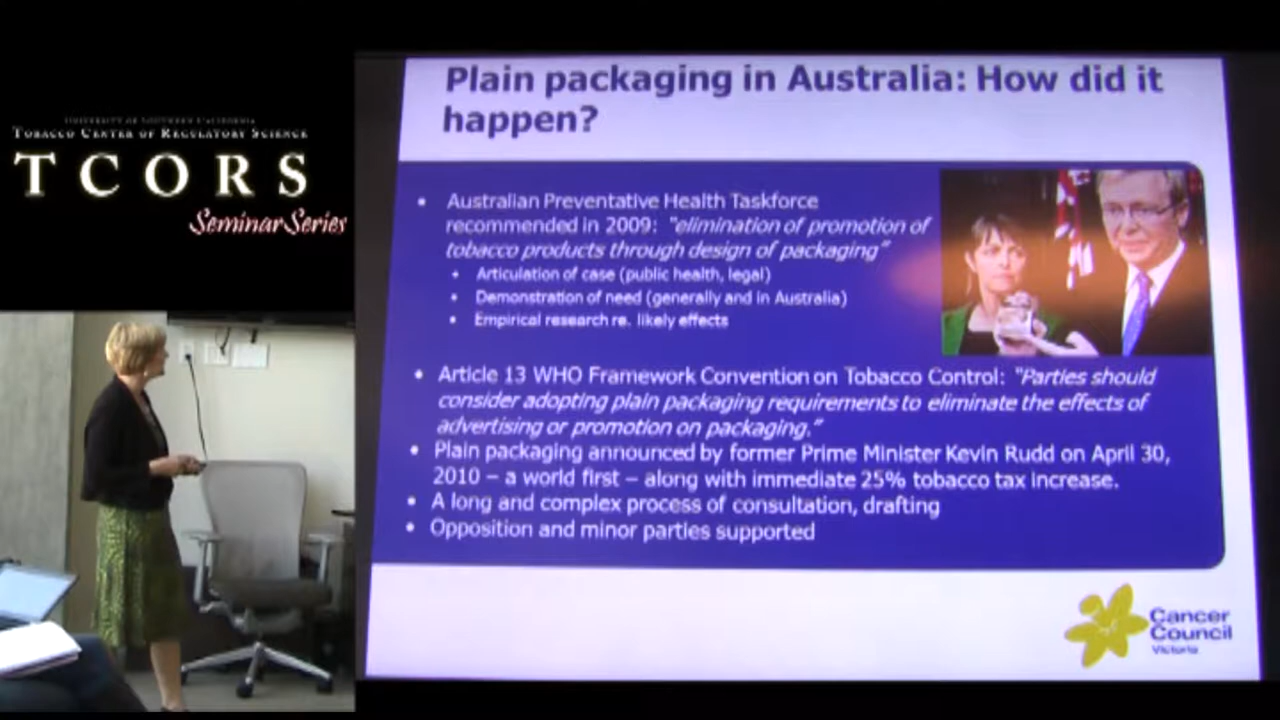 UNIVERSITY OF SOUTHERN CALIFORNIA
TOBACCO CENTER OF REGULATORY SCIENCE
TCORS
Seminar Series
Plain packaging in Australia: How did it
happen?
• Australian Preventative Health Taskforce
recommended in 2009: "elimination of promotion of
tobacco products through design of packaging"
• Articulation of case (public health, legal)
• Demonstration of need (generally and in Australia)
• Empirical research re. likely effects
• Article 13 WHO Framework Convention on Tobacco Control: "Parties should
consider adopting plain packaging requirements to eliminate the effects of
advertising or promotion on packaging."
• Plain packaging announced by former Prime Minister Kevin Rudd on April 30,
2010 – a world first – along with immediate 25% tobacco tax increase.
• A long and complex process of consultation, drafting
• Opposition and minor parties supported
Cancer
Council
Victoria